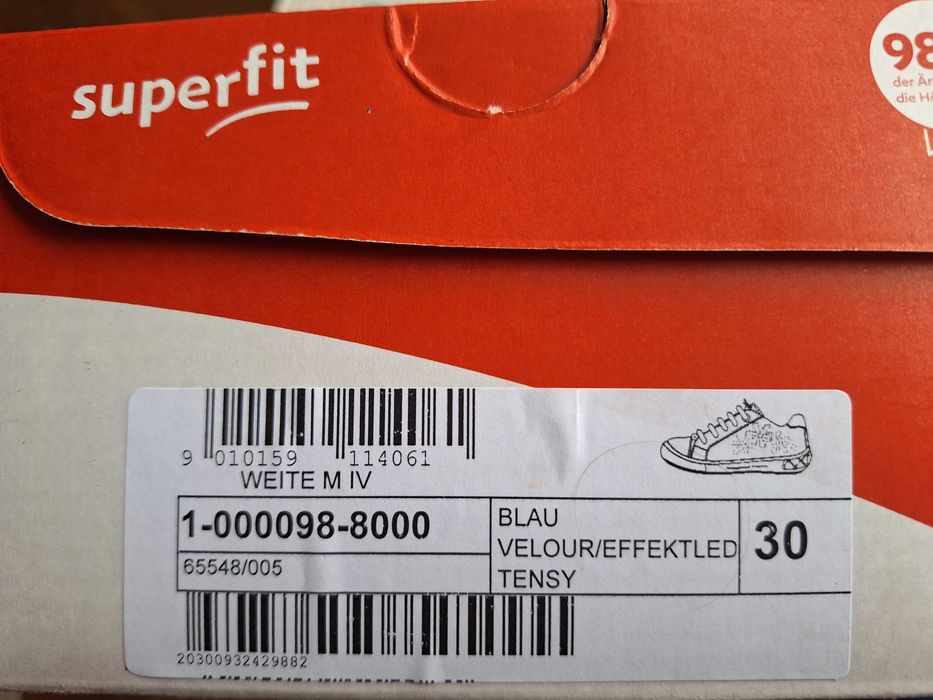 superfit
98
der Är
die Hä
9 010159 114061
WEITE M IV
1-000098-8000
65548/005
BLAU
VELOUR/EFFEKTLED
TENSY
30
20300932429882